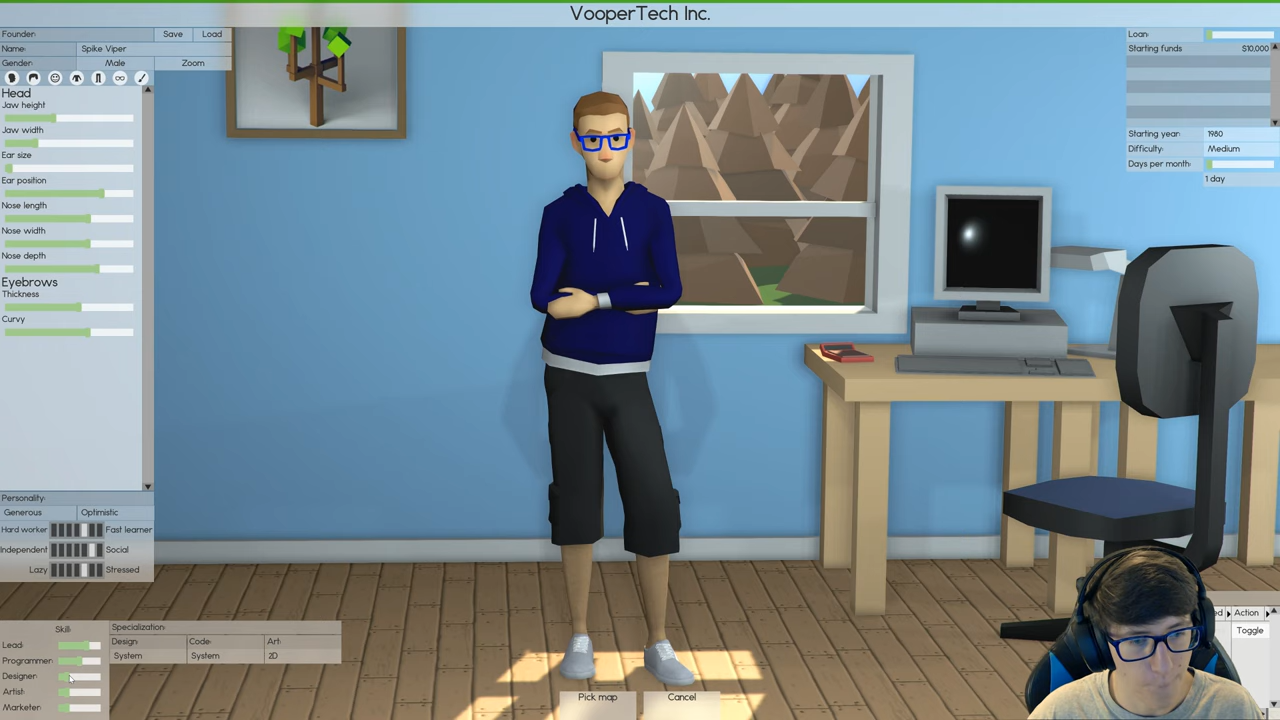 VooperTech Inc.
Founder: Save Load
Name: Spike Viper
Gender: Male Zoom
Head
Jaw height
Jaw width
Ear size
Ear position
Nose length
Nose width
Nose depth
Eyebrows
Thickness
Curvy
Personality:
Generous Optimistic
Hard worker Fast learner
Independent Social
Lazy Stressed
Skill:
Lead:
Programmer:
Designer:
Artist:
Marketer:
Specialization:
Design: Code: Art:
System System 2D
Pick map Cancel
Loan:
Starting funds $10,000
Starting year: 1980
Difficulty: Medium
Days per month:
1 day
Action
Toggle